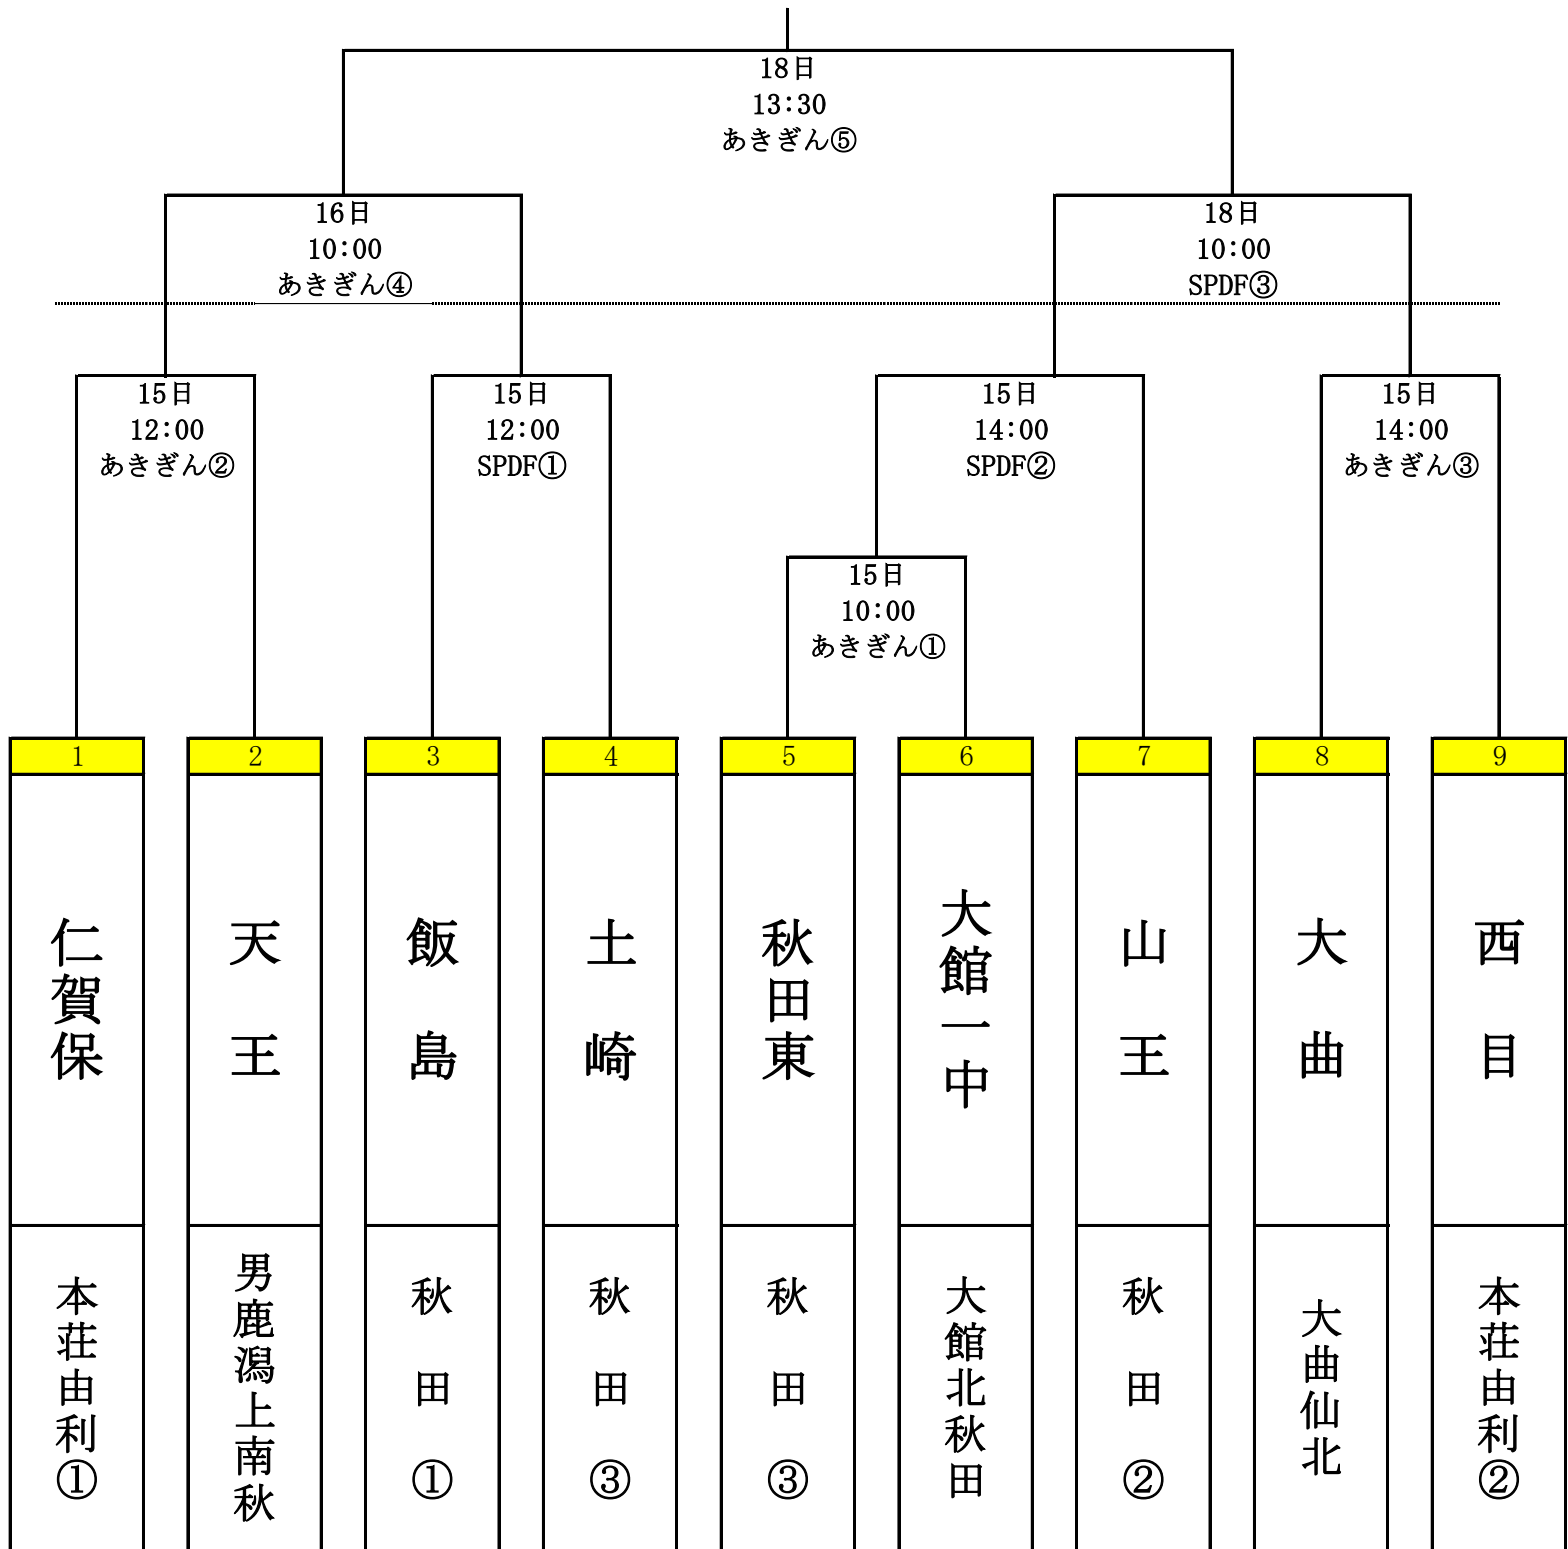 18日
13:30
あきぎん⑤
16日
10:00
あきぎん④
18日
10:00
SPDF③
15日
12:00
あきぎん②
15日
12:00
SPDF①
15日
14:00
SPDF②
15日
14:00
あきぎん③
15日
10:00
あきぎん①
1
2
3
4
5
6
7
8
9
仁賀保
天王
飯島
土崎
秋田東
大館一中
山王
大曲
西目
本荘由利①
男鹿潟上南秋
秋田①
秋田③
秋田③
大館北秋田
秋田②
大曲仙北
本荘由利②